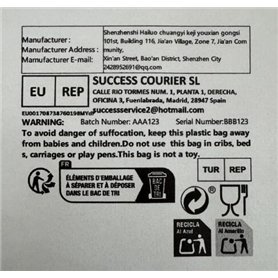 Manufacturer
Manufacturer
Address
Shenzhenshi Hailuo chuangyi keji youxian gongsi
101st, Building 116, Jia'an Village, Zone 7, Jia'an Com
munity,
Xin'an Street, Bao'an District, Shenzhen City
2428952691@qq.com
EU REP
SUCCESS COURIER SL
CALLE RIO TORMES NUM. 1, PLANTA 1, DERECHA,
OFICINA 3, Fuenlabrada, Madrid, 28947 Spain
successservice2@hotmail.com
WARNING: Batch Number: AAA123 Serial Number:BBB123
To avoid danger of suffocation, keep this plastic bag away
from babies and children.Do not use this bag in cribs, bed
s, carriages or play pens.This bag is not a toy.
TUR REP
FR
ÉLÉMENTS D'EMBALLAGE
À SÉPARER ET À DÉPOSER
DANS LE BAC DE TRI
BAC
DE TRI
RECICLA
Al Azul
RECICLA
Al Amarillo